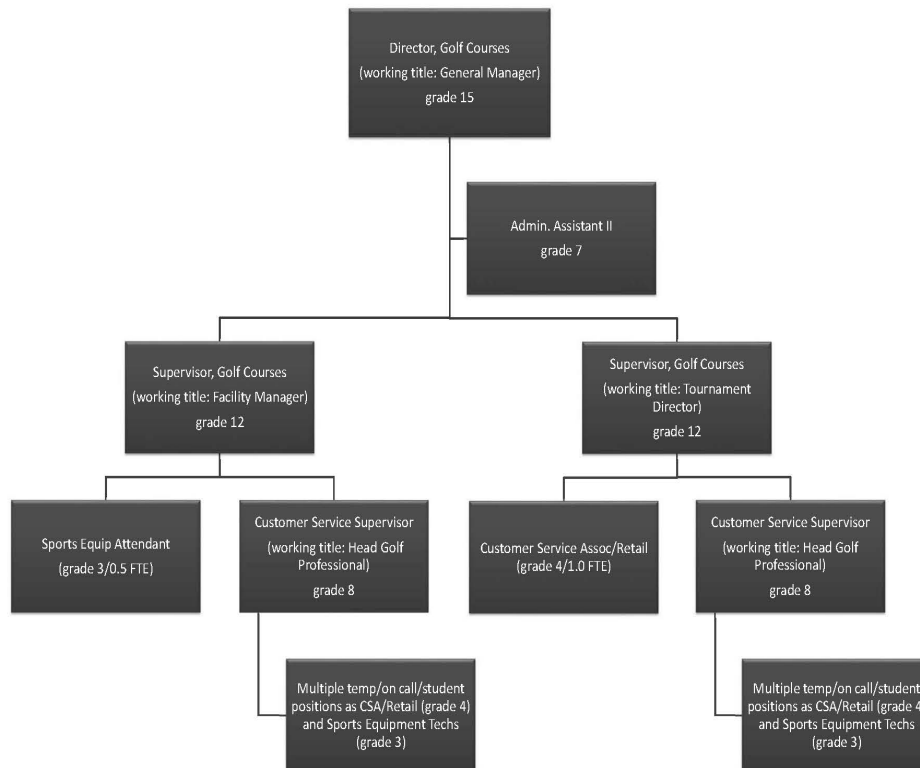 Director, Golf Courses
(working title: General Manager)
grade 15
Admin. Assistant II
grade 7
Supervisor, Golf Courses
(working title: Facility Manager)
grade 12
Supervisor, Golf Courses
(working title: Tournament
Director)
grade 12
Sports Equip Attendant
(grade 3/0.5 FTE)
Customer Service Supervisor
(working title: Head Golf
Professional)
grade 8
Customer Service Assoc/Retail
(grade 4/1.0 FTE)
Customer Service Supervisor
(working title: Head Golf
Professional)
grade 8
Multiple temp/on call/student
positions as CSA/Retail (grade 4)
and Sports Equipment Techs
(grade 3)
Multiple temp/on call/student
positions as CSA/Retail (grade 4
and Sports Equipment Techs
(grade 3)